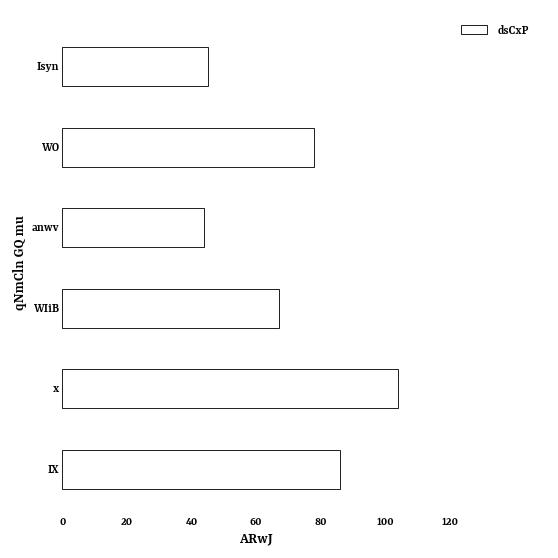 dsCxP
Isyn
WO
anwv
WIiB
x
IX
qNmCln GQ mu
0 20 40 60 80 100 120
ARwJ